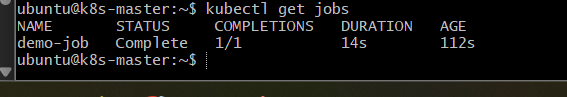 ubuntu@k8s-master:~$ kubectl get jobs
NAME STATUS COMPLETIONS DURATION AGE
demo-job Complete 1/1 14s 112s
ubuntu@k8s-master:~$